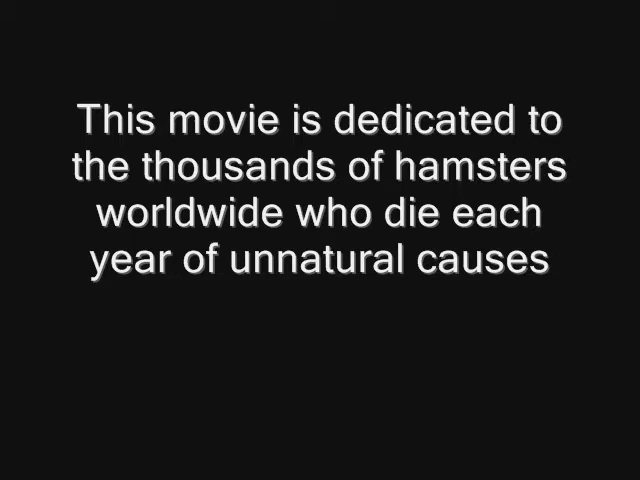 This movie is dedicated to
the thousands of hamsters
worldwide who die each
year of unnatural causes